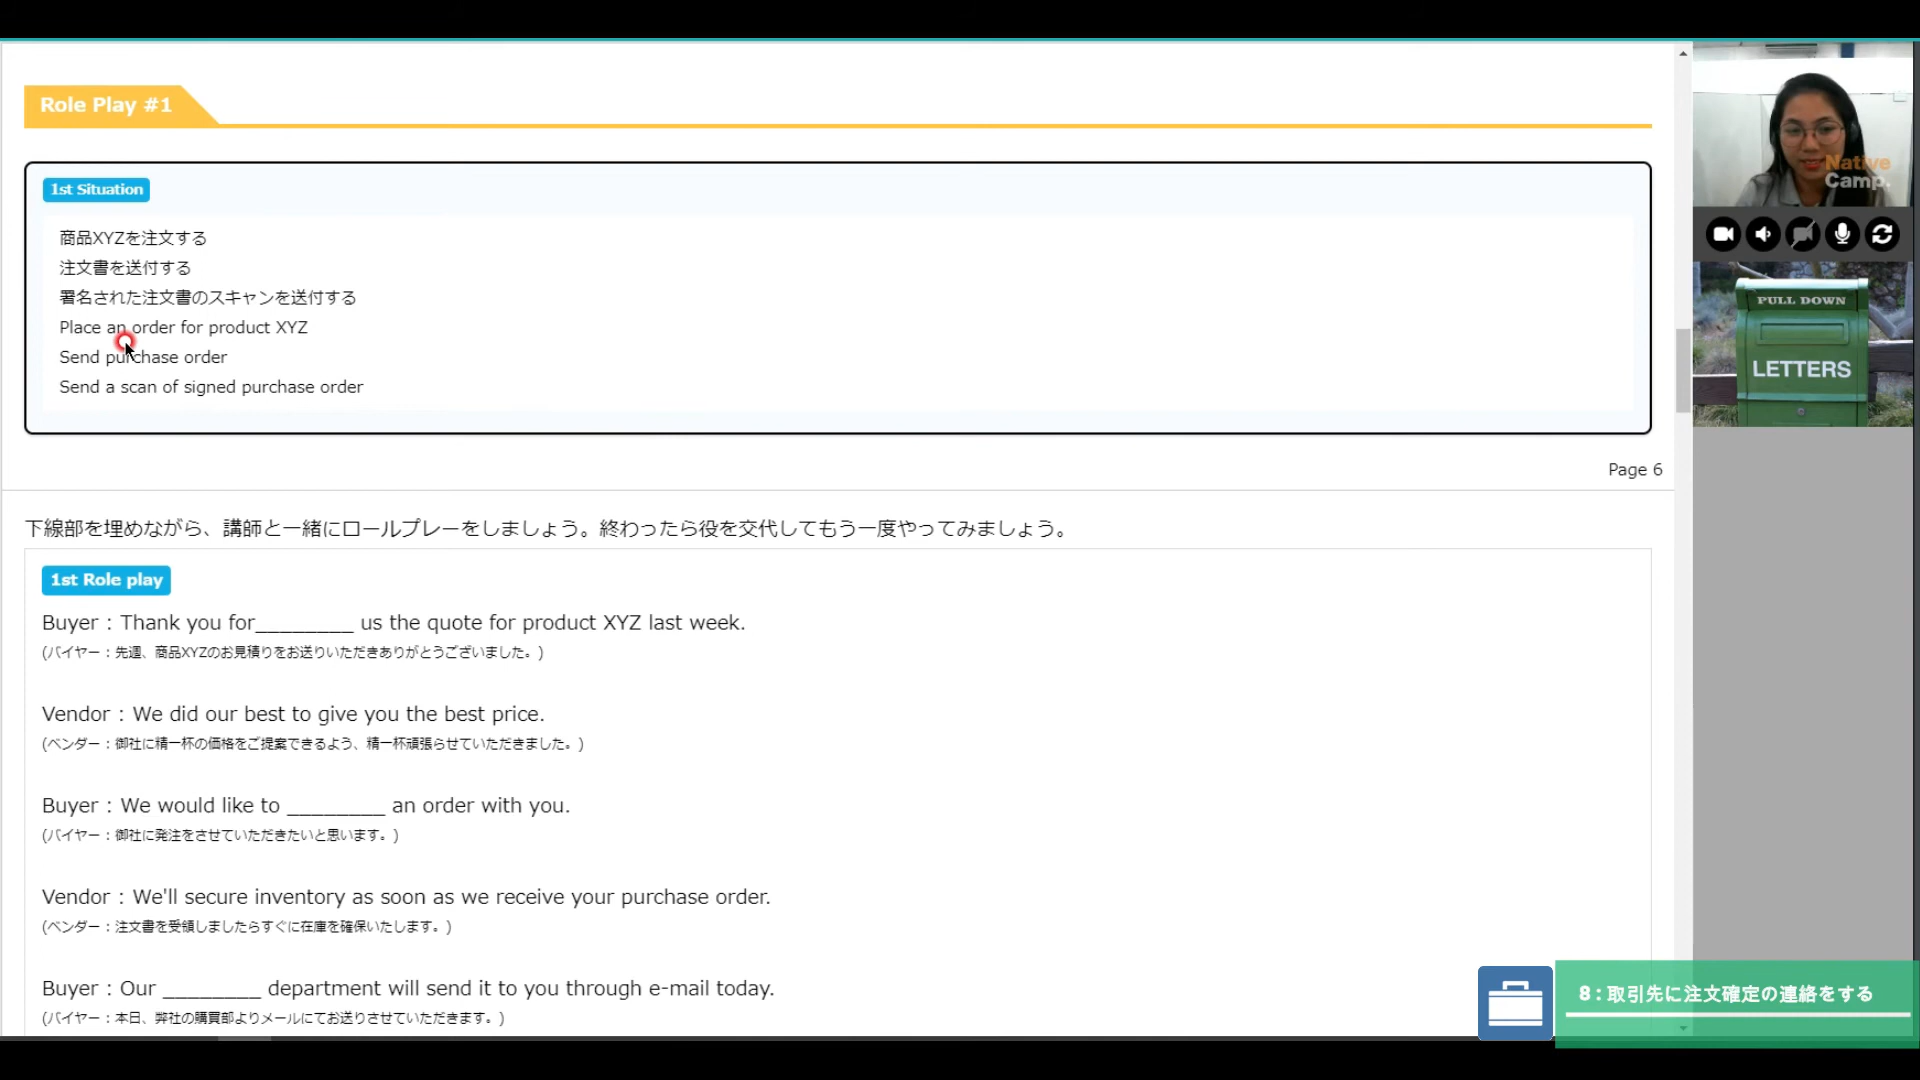 Role Play #1
1st Situation
商品XYZを注文する
注文書を送付する
署名された注文書のスキャンを送付する
Place an order for product XYZ
Send purchase order
Send a scan of signed purchase order
Page 6
下線部を埋めながら、講師と一緒にロールプレーをしましょう。終わったら役を交代してもう一度やってみましょう。
1st Role play
Buyer : Thank you for________ us the quote for product XYZ last week.
(バイヤー：先週、商品XYZのお見積りをお送りいただきありがとうございました。)
Vendor : We did our best to give you the best price.
(ベンダー：御社に精一杯の価格をご提案できるよう、精一杯頑張らせていただきました。)
Buyer : We would like to ________ an order with you.
(バイヤー：御社に発注をさせていただきたいと思います。)
Vendor : We'll secure inventory as soon as we receive your purchase order.
(ベンダー：注文書を受領しましたらすぐに在庫を確保いたします。)
Buyer : Our ________ department will send it to you through e-mail today.
(バイヤー：本日、弊社の購買部よりメールにてお送りさせていただきます。)
Native
Camp.
PULL DOWN
LETTERS
8：取引先に注文確定の連絡をする